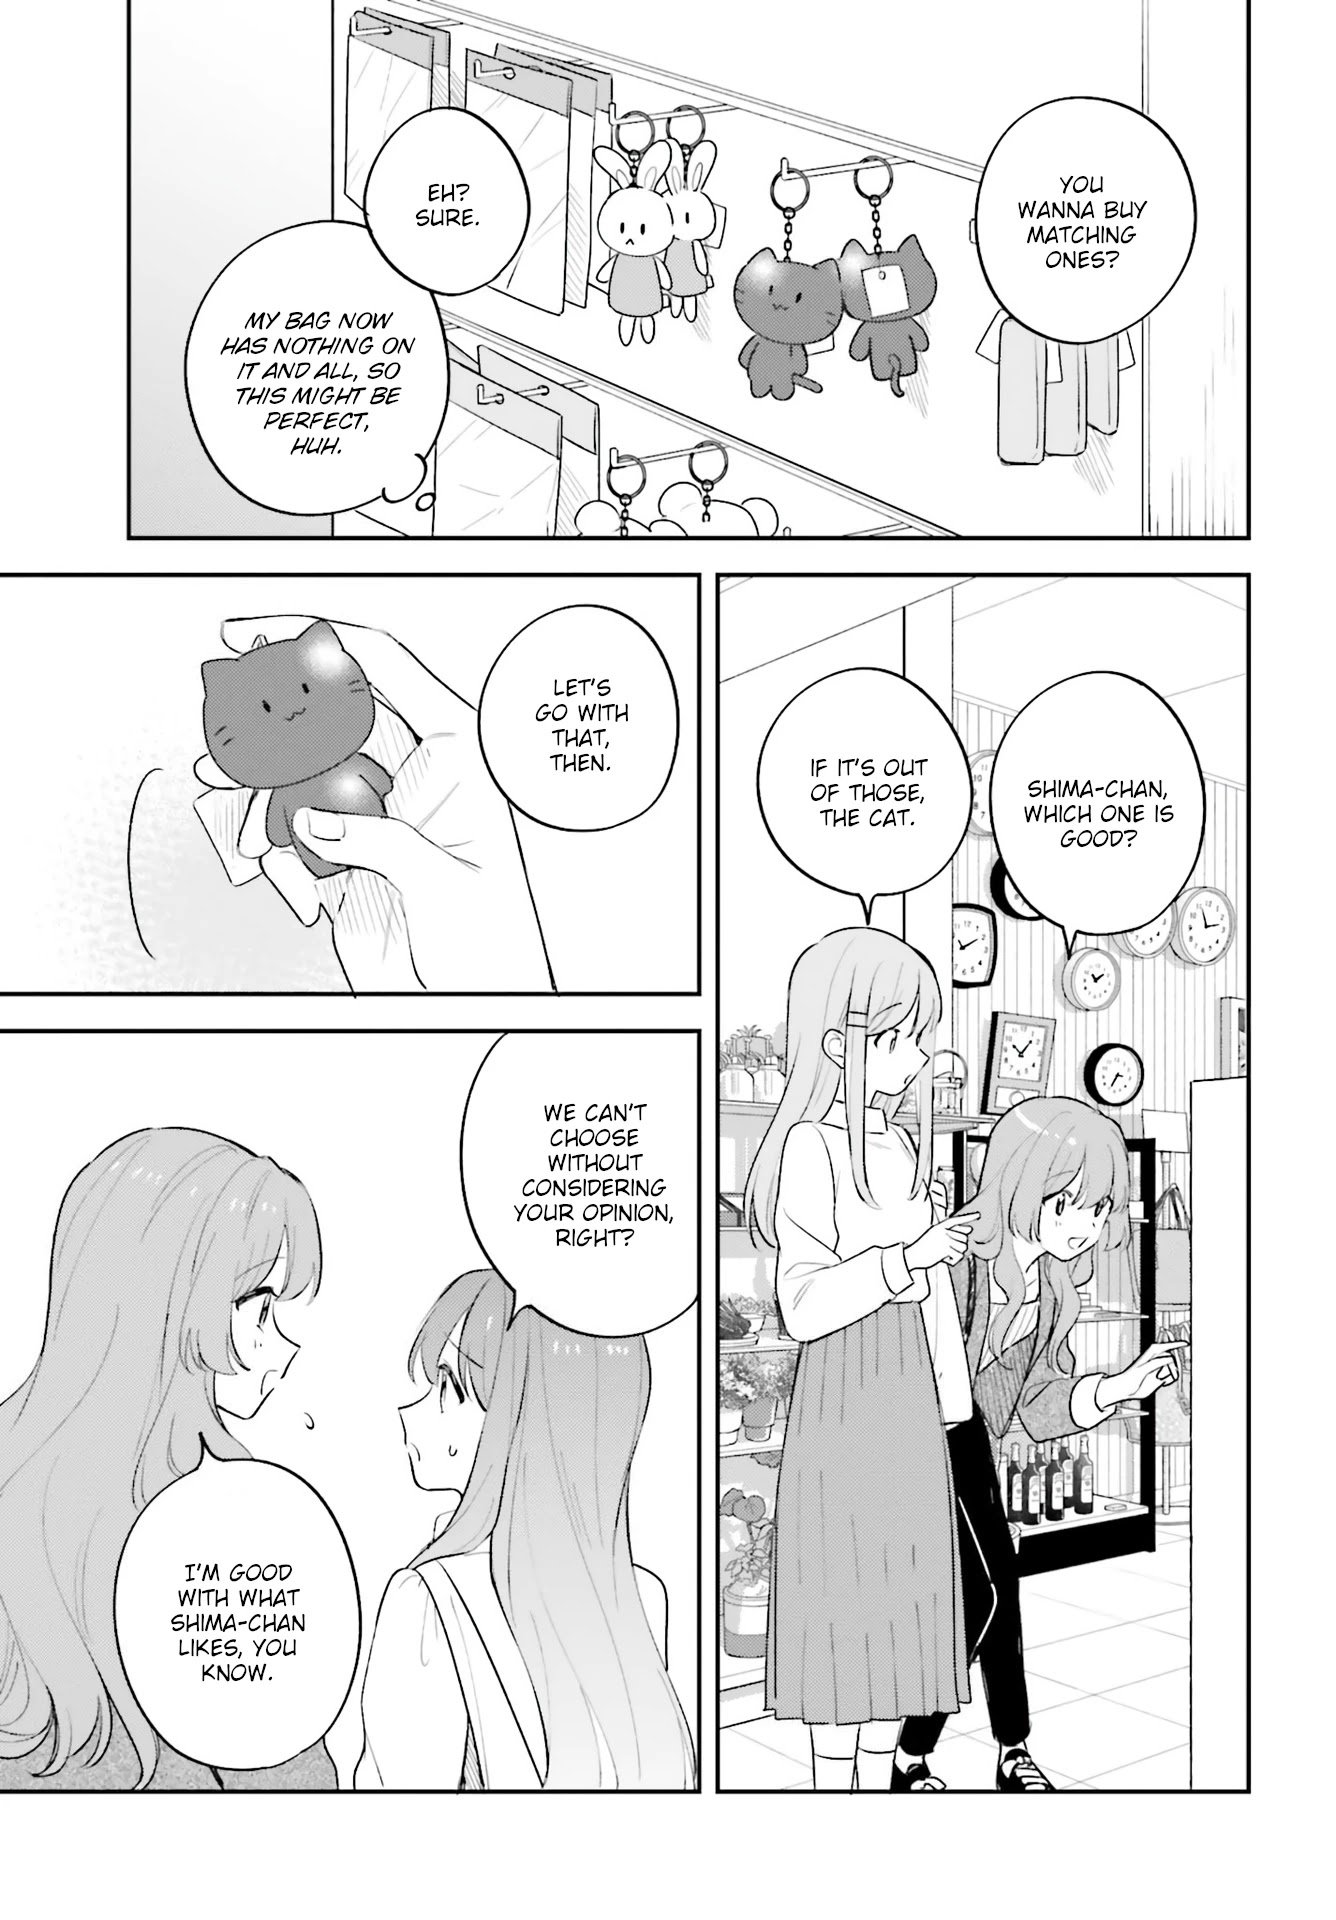 YOU
WANNA BUY
MATCHING
ONES?
EH?
SURE.
MY BAG NOW
HAS NOTHING ON
IT AND ALL, SO
THIS MIGHT BE
PERFECT,
HUH.
SHIMA-CHAN,
WHICH ONE IS
GOOD?
IF IT'S OUT
OF THOSE,
THE CAT.
LET'S
GO WITH
THAT,
THEN.
WE CAN'T
CHOOSE
WITHOUT
CONSIDERING
YOUR OPINION,
RIGHT?
I'M GOOD
WITH WHAT
SHIMA-CHAN
LIKES, YOU
KNOW.